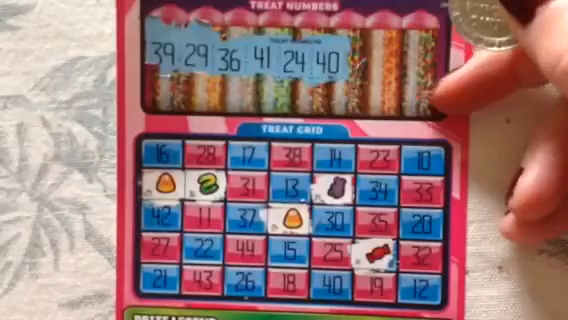 TREAT NUMBERS
39 29 36 41 24 40
TREAT GRID
16 28 17 38 14 23 10
31 13 34 33
42 11 37 30 35 20
27 22 44 15 25 32
21 43 26 18 40 19 12
PRIZE LEGEND